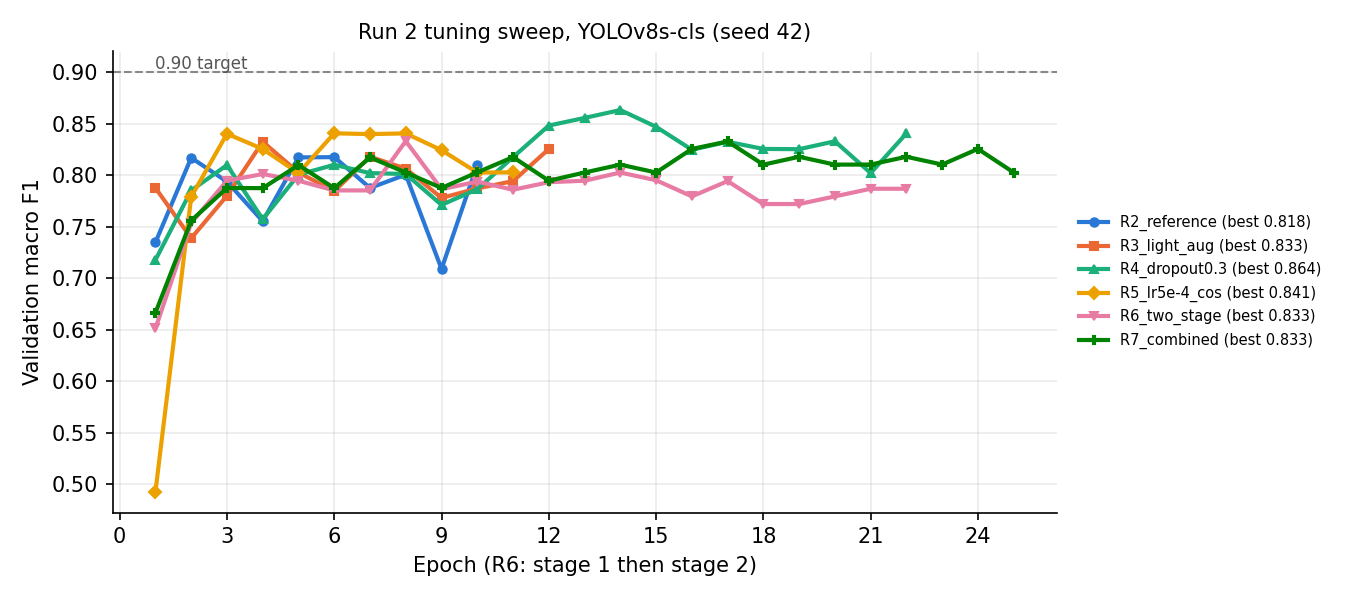 Run 2 tuning sweep, YOLOv8s-cls (seed 42)
0.90 target
0.90
0.85
0.80
0.75
0.70
0.65
0.60
0.55
0.50
Validation macro F1
0 3 6 9 12 15 18 21 24
Epoch (R6: stage 1 then stage 2)
R2_reference (best 0.818)
R3_light_aug (best 0.833)
R4_dropout0.3 (best 0.864)
R5_lr5e-4_cos (best 0.841)
R6_two_stage (best 0.833)
R7_combined (best 0.833)